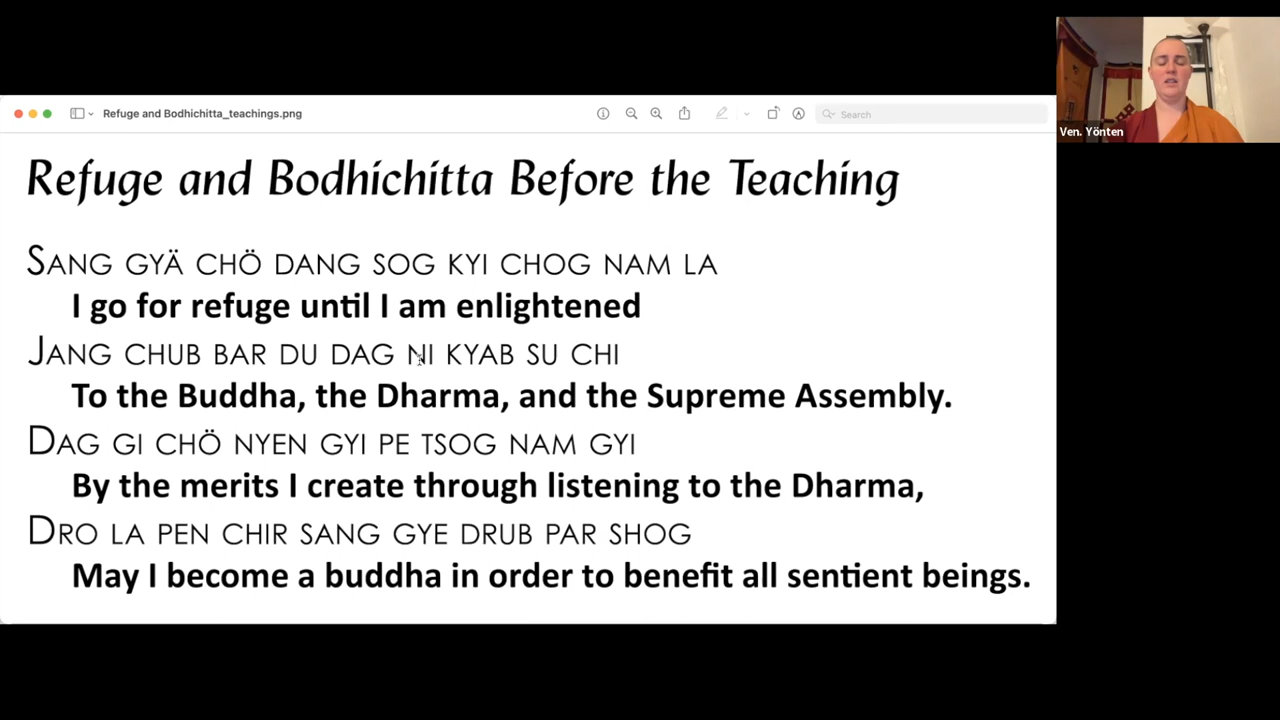 Refuge and Bodhichitta_teachings.png
Search
Refuge and Bodhichitta Before the Teaching
SANG GYÄ CHÖ DANG SOG KYI CHOG NAM LA
I go for refuge until I am enlightened
JANG CHUB BAR DU DAG NI KYAB SU CHI
To the Buddha, the Dharma, and the Supreme Assembly.
DAG GI CHÖ NYEN GYI PE TSOG NAM GYI
By the merits I create through listening to the Dharma,
DRO LA PEN CHIR SANG GYE DRUB PAR SHOG
May I become a buddha in order to benefit all sentient beings.
Ven. Yönten